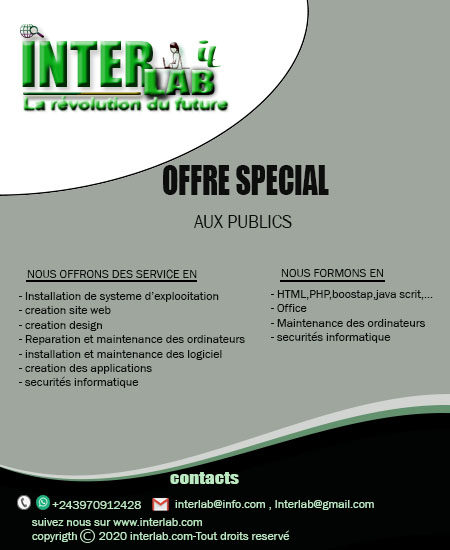 INTER
LAB
La révolution du future
OFFRE SPECIAL
AUX PUBLICS
NOUS OFFRONS DES SERVICE EN
- Installation de systeme d'explooitation
- creation site web
- creation design
- Reparation et maintenance des ordinateurs
- installation et maintenance des logiciel
- creation des applications
- securités informatique
NOUS FORMONS EN
- HTML,PHP,boostap,java scrit,...
- Office
- Maintenance des ordinateurs
- securités informatique
contacts
+243970912428 interlab@info.com , Interlab@gmail.com
suivez nous sur www.interlab.com
copyrigth © 2020 interlab.com-Tout droits reservé